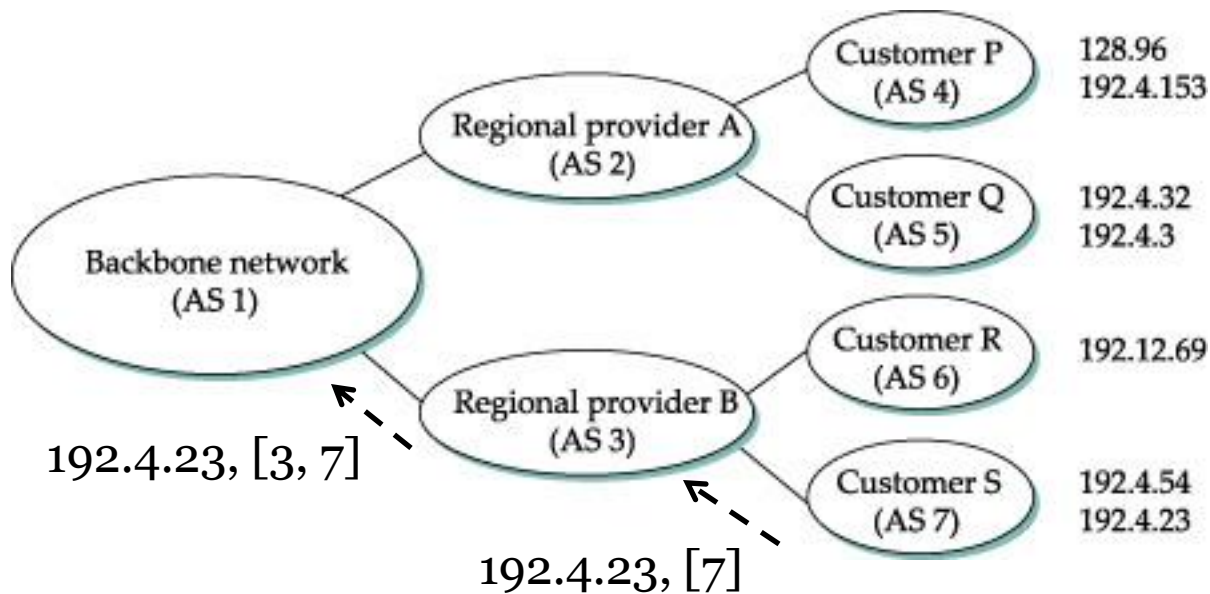 Customer P
(AS 4)
128.96
192.4.153
Regional provider A
(AS 2)
Customer Q
(AS 5)
192.4.32
192.4.3
Backbone network
(AS 1)
Customer R
(AS 6)
192.12.69
Regional provider B
(AS 3)
192.4.23, [3, 7]
Customer S
(AS 7)
192.4.54
192.4.23
192.4.23, [7]